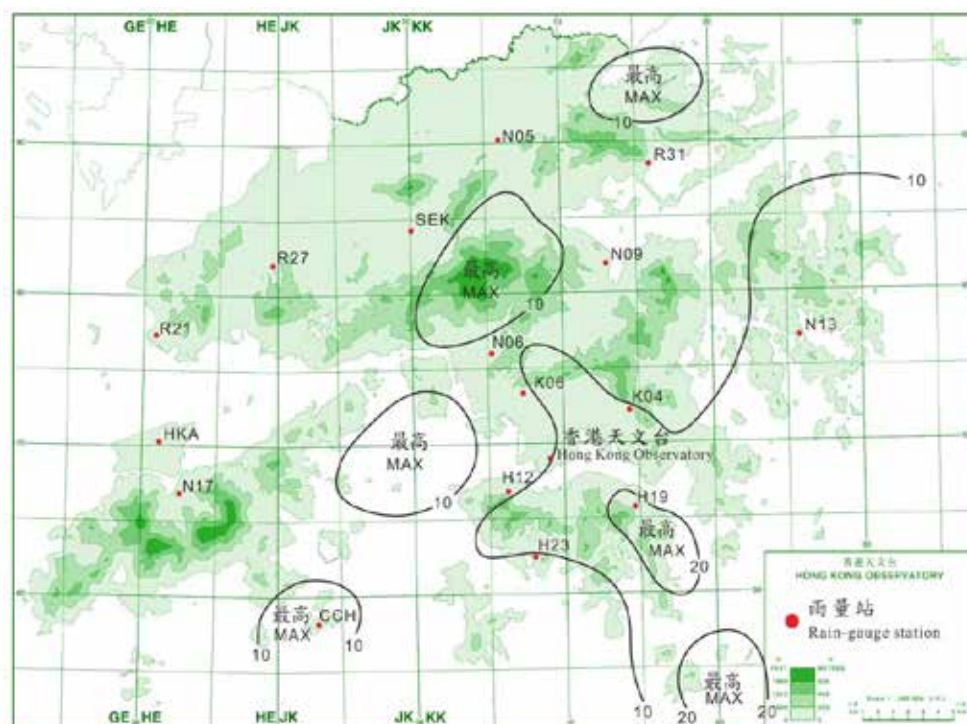 GE HE
HE JK
JK KK
最高
MAX
10
N05
R31
10
SEK
N09
R27
最高
MAX
10
N13
R21
N06
K06
K04
HKA
最高
MAX
10
香港天文台
Hong Kong Observatory
N17
H12
H19
最高
MAX
20
H23
最高
MAX
CCH
10
10
最高
MAX
20
20
10
香港天文台
HONG KONG OBSERVATORY
雨量站
Rain-gauge station
GE HE
HE JK
JK KK